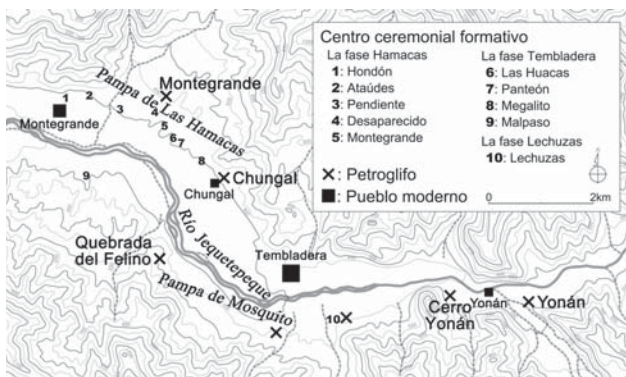 Centro ceremonial formativo
La fase Hamacas
1: Hondón
2: Ataúdes
3: Pendiente
4: Desaparecido
5: Montegrande
La fase Tembladera
6: Las Huacas
7: Panteón
8: Megalito
9: Malpaso
La fase Lechuzas
10: Lechuzas
X: Petroglifo
■: Pueblo moderno
0 2km
Pampa de Las Hamacas
Montegrande
1
2
3
4
5
6
7
8
Montegrande
Chungal
Chungal
9
Río Jequetepeque
Quebrada
del Felino
Tembladera
Pampa de Mosquito
10
Cerro
Yonán
Yonán
Yonán